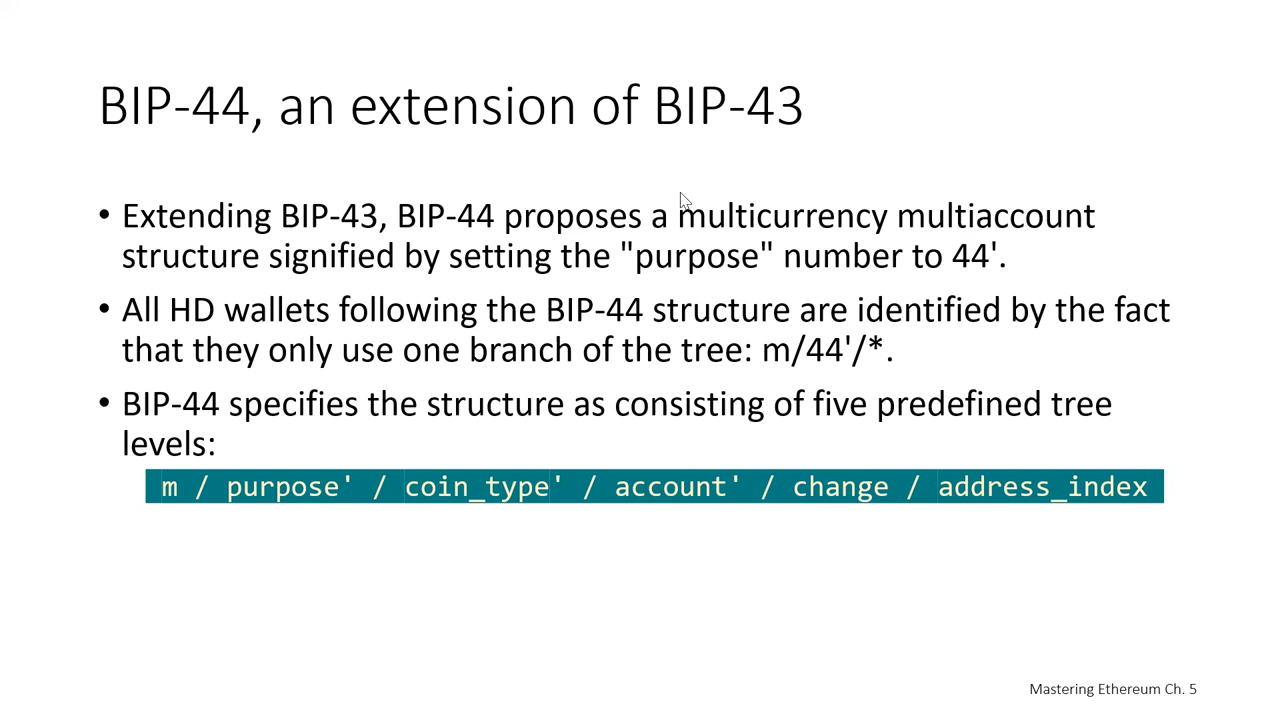 BIP-44, an extension of BIP-43
• Extending BIP-43, BIP-44 proposes a multicurrency multiaccount
structure signified by setting the "purpose" number to 44'.
• All HD wallets following the BIP-44 structure are identified by the fact
that they only use one branch of the tree: m/44'/*.
• BIP-44 specifies the structure as consisting of five predefined tree
levels:
m / purpose' / coin_type' / account' / change / address_index
Mastering Ethereum Ch. 5